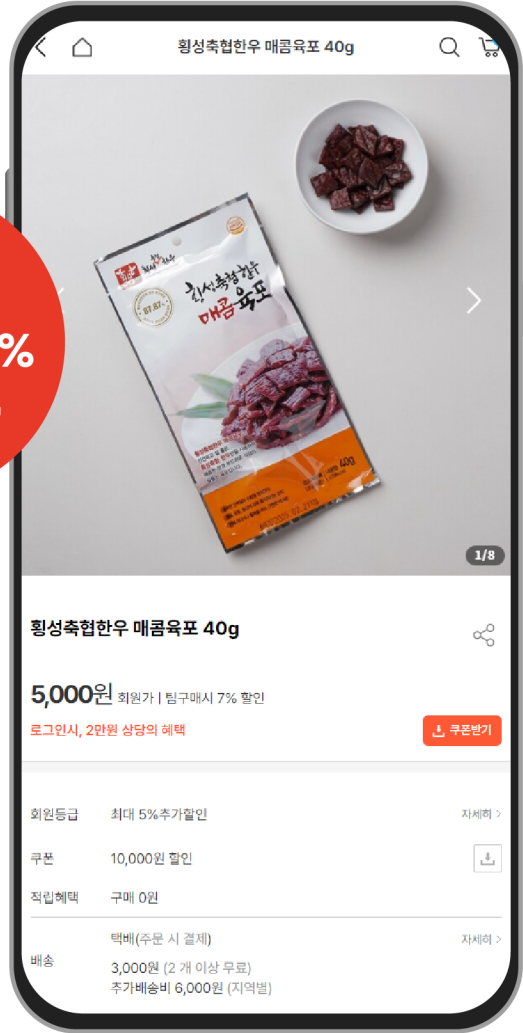 횡성축협한우 매콤육포 40g
%
횡성축협한우
매콤육포
40g
1/8
횡성축협한우 매콤육포 40g
5,000원 회원가 | 팀구매시 7% 할인
로그인시, 2만원 상당의 혜택
쿠폰받기
회원등급 최대 5%추가할인 자세히 >
쿠폰 10,000원 할인
적립혜택 구매 0원
택배(주문 시 결제) 자세히 >
배송
3,000원 (2 개 이상 무료)
추가배송비 6,000원 (지역별)